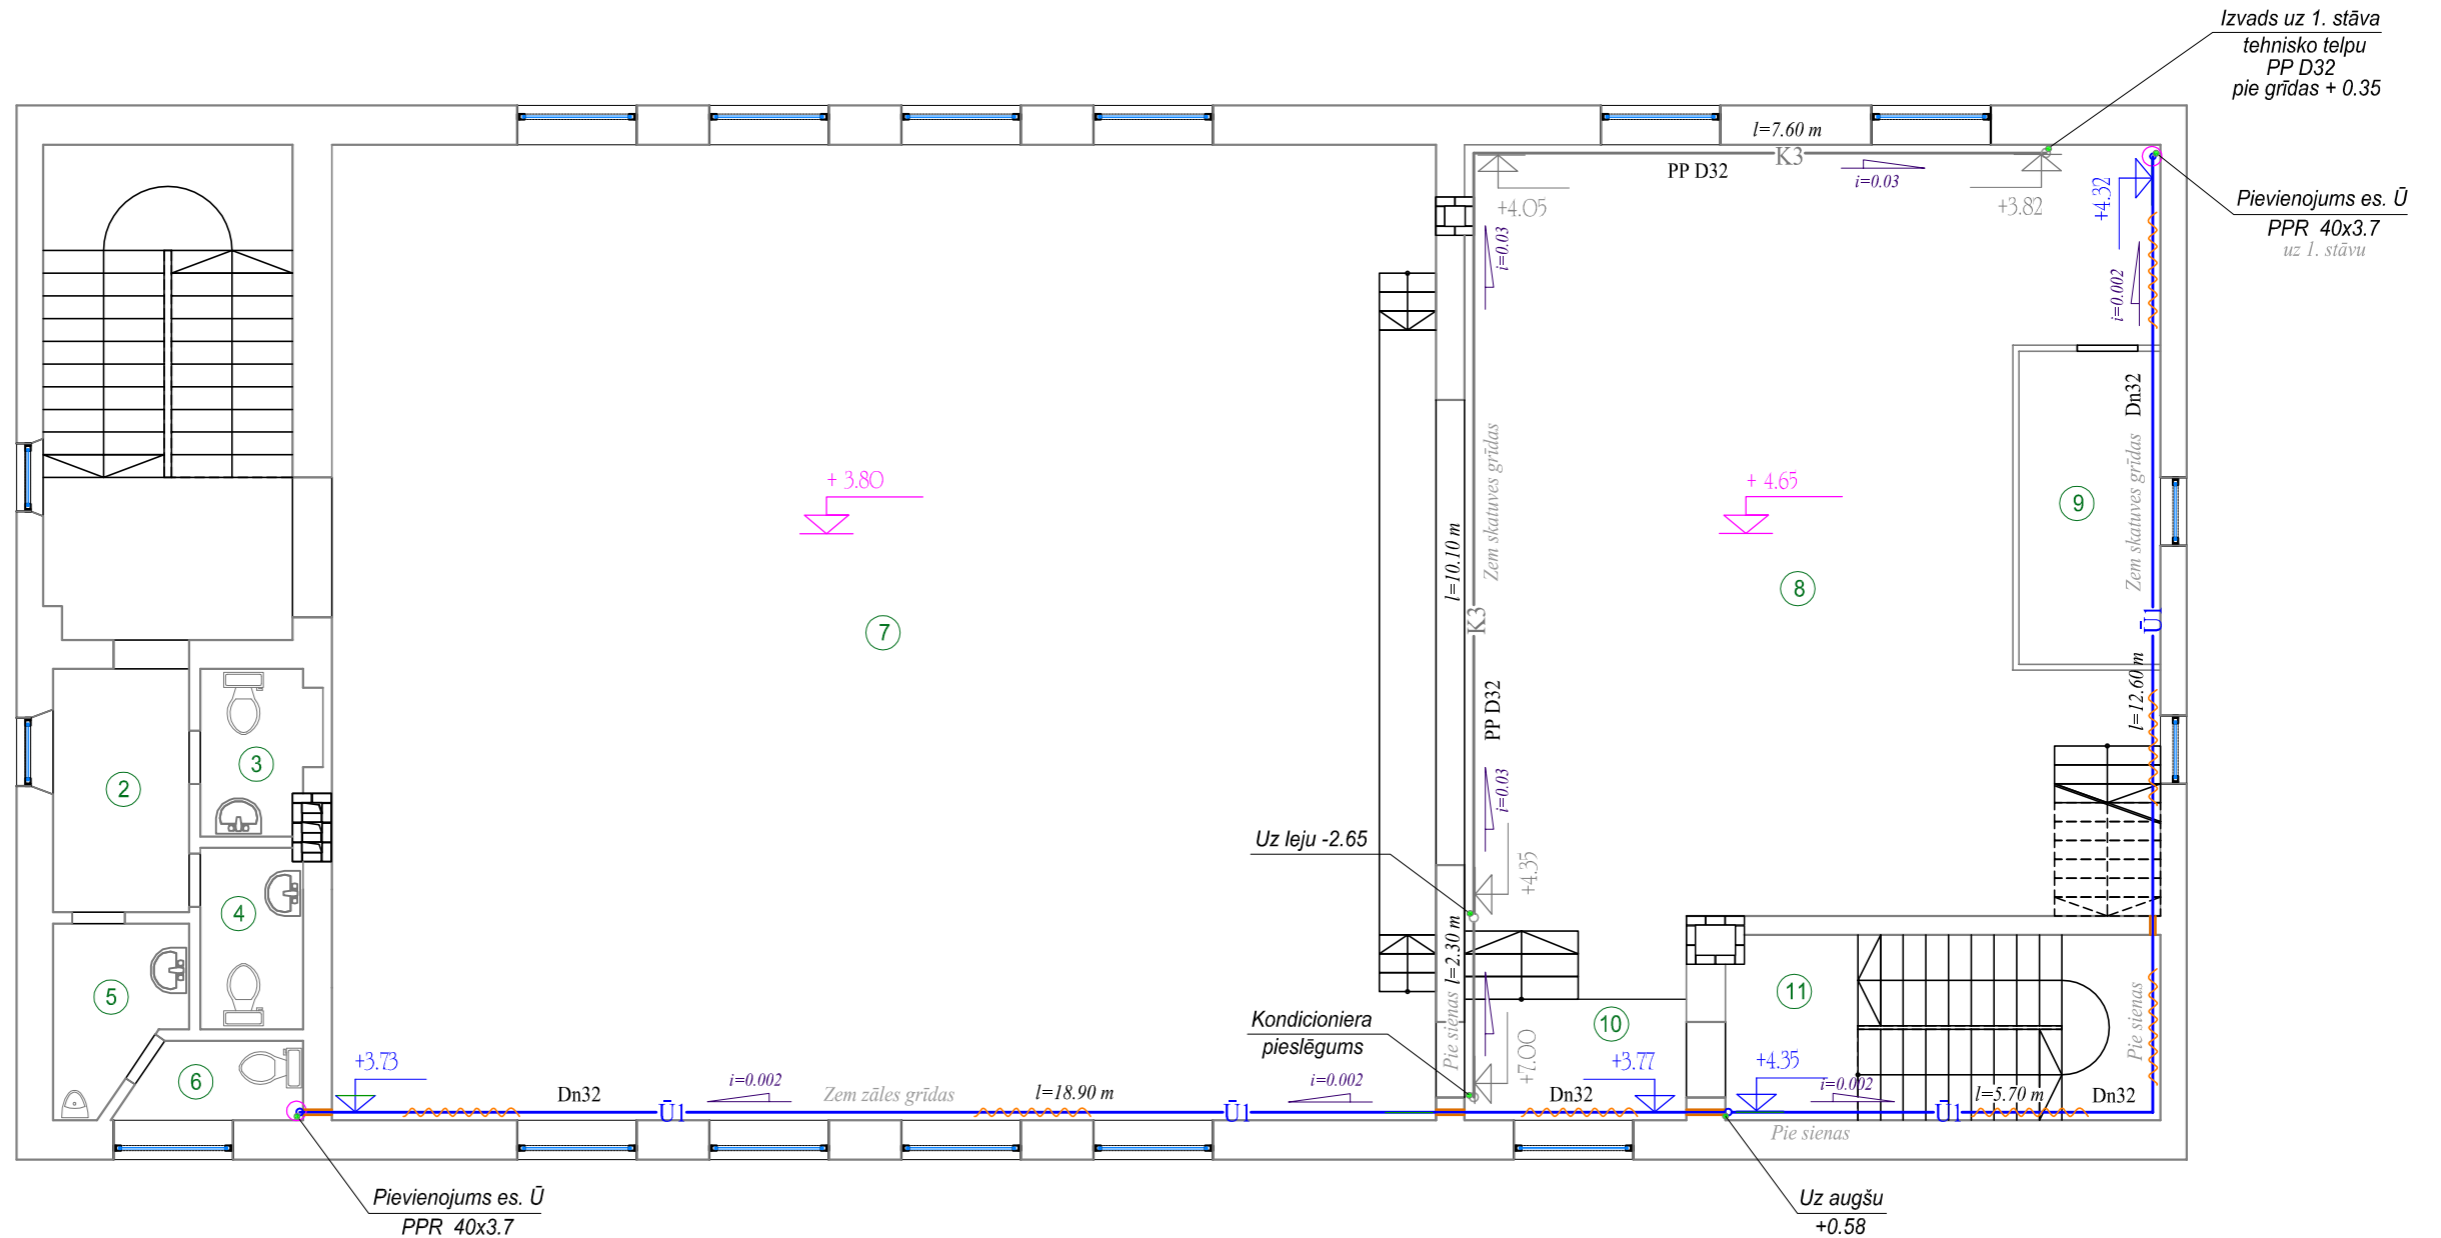 Izvads uz 1. stāva
tehnisko telpu
PP D32
pie grīdas + 0.35
l=7.60 m
K3
PP D32
i=0.03
+4.05
+3.82
+4.32
Pievienojums es. Ū
PPR 40x3.7
uz 1. stāvu
i=0.03
i=0.002
Dn32
Zem skatuves grīdas
Zem skatuves grīdas
+ 3.80
+ 4.65
9
l=10.10 m
8
7
K3
Ū1
l=12.60 m
PP D32
3
2
i=0.03
Uz leju -2.65
+4.35
4
l=2.30 m
Pie sienas
5
11
Pie sienas
Kondicioniera
pieslēgums
10
+7.00
6
+3.73
+3.77
+4.35
i=0.002
i=0.002
i=0.002
Dn32
Zem zāles grīdas
l=18.90 m
Dn32
l=5.70 m
Dn32
Ū1
Ū1
Ū1
Pie sienas
Pievienojums es. Ū
PPR 40x3.7
Uz augšu
+0.58